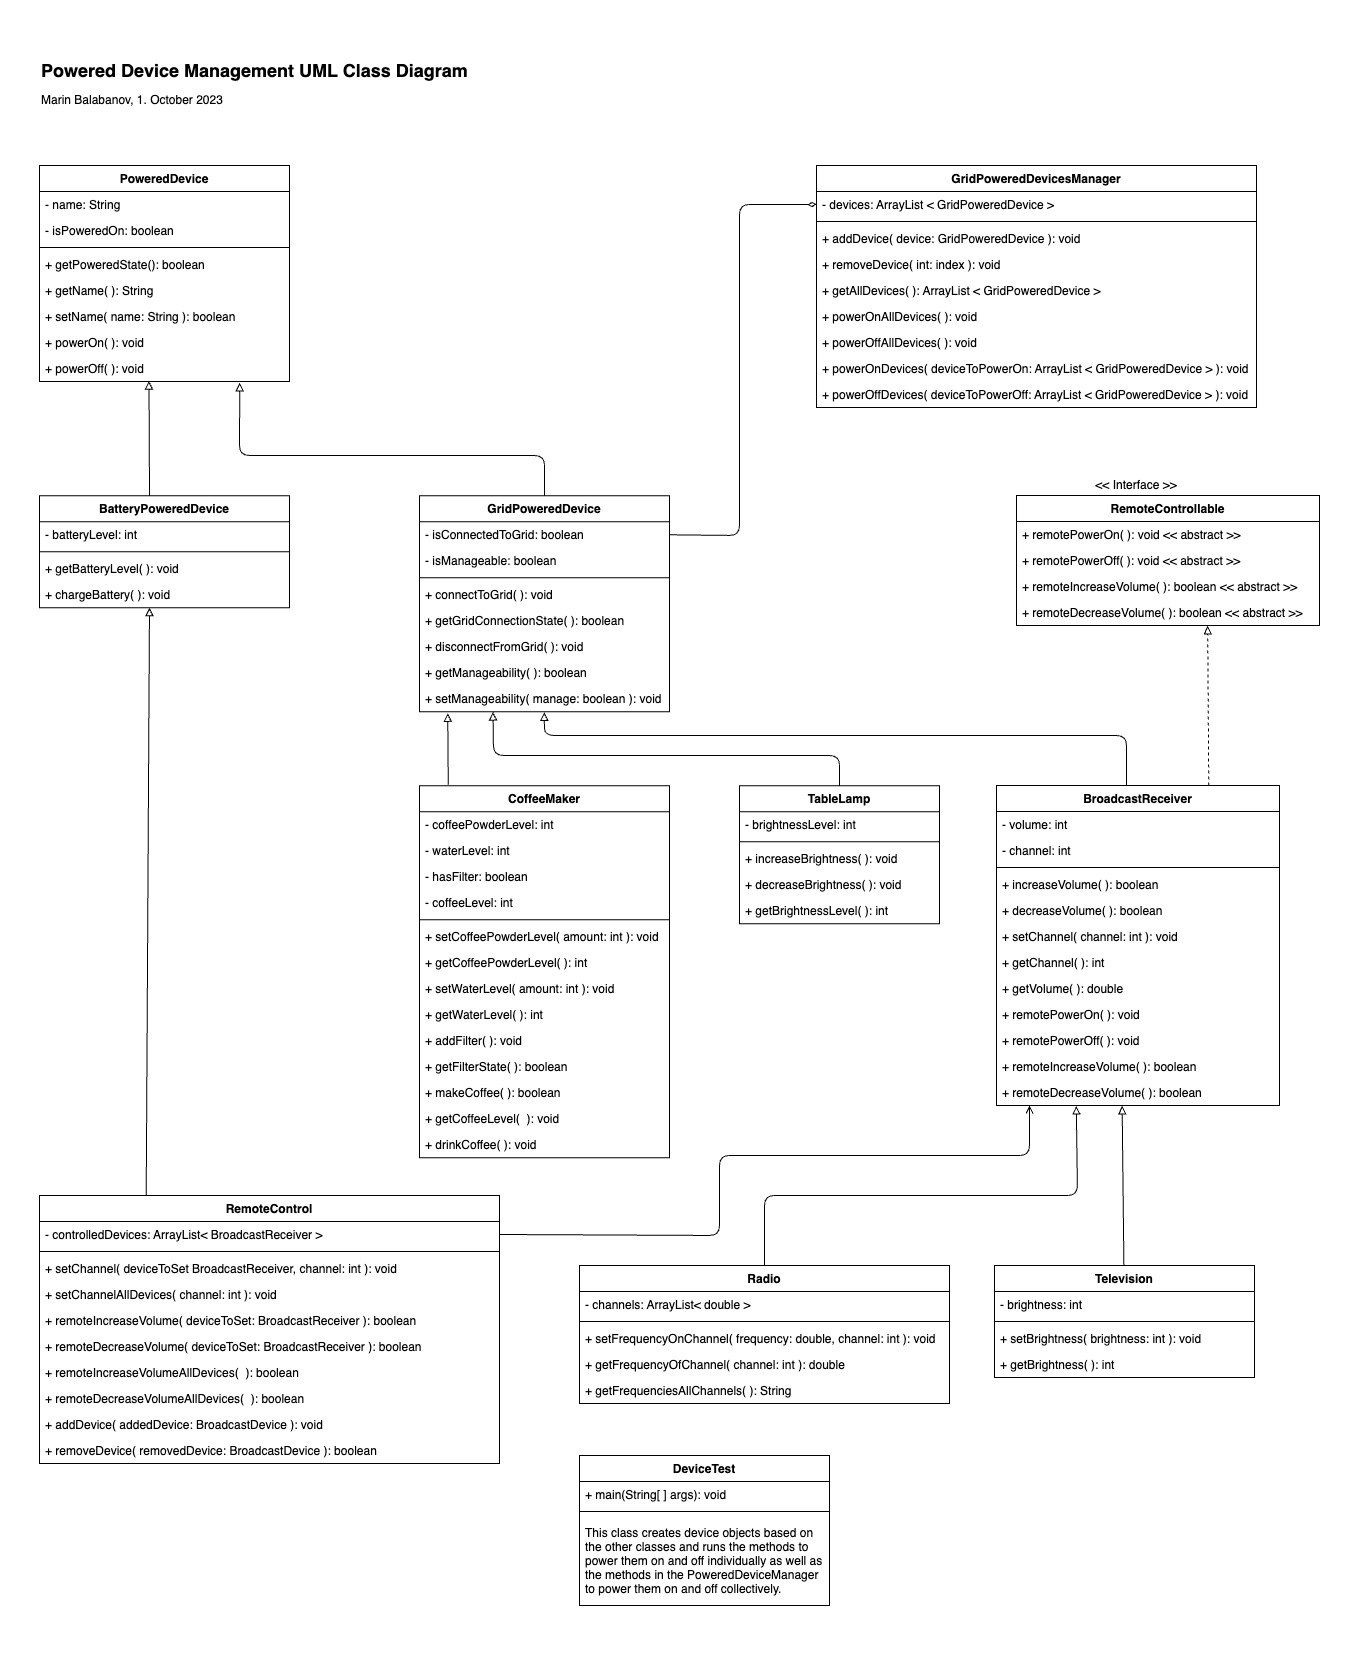 Powered Device Management UML Class Diagram
Marin Balabanov, 1. October 2023
PoweredDevice
- name: String
- isPoweredOn: boolean
+ getPoweredState(): boolean
+ getName( ): String
+ setName( name: String ): boolean
+ powerOn( ): void
+ powerOff( ): void
GridPoweredDevicesManager
- devices: ArrayList < GridPoweredDevice >
+ addDevice( device: GridPoweredDevice ): void
+ removeDevice( int: index ): void
+ getAllDevices( ): ArrayList < GridPoweredDevice >
+ powerOnAllDevices( ): void
+ powerOffAllDevices( ): void
+ powerOnDevices( deviceToPowerOn: ArrayList < GridPoweredDevice > ): void
+ powerOffDevices( deviceToPowerOff: ArrayList < GridPoweredDevice > ): void
BatteryPoweredDevice
- batteryLevel: int
+ getBatteryLevel( ): void
+ chargeBattery( ): void
GridPoweredDevice
- isConnectedToGrid: boolean
- isManageable: boolean
+ connectToGrid( ): void
+ getGridConnectionState( ): boolean
+ disconnectFromGrid( ): void
+ getManageability( ): boolean
+ setManageability( manage: boolean ): void
<< Interface >>
RemoteControllable
+ remotePowerOn( ): void << abstract >>
+ remotePowerOff( ): void << abstract >>
+ remoteIncreaseVolume( ): boolean << abstract >>
+ remoteDecreaseVolume( ): boolean << abstract >>
CoffeeMaker
- coffeePowderLevel: int
- waterLevel: int
- hasFilter: boolean
- coffeeLevel: int
+ setCoffeePowderLevel( amount: int ): void
+ getCoffeePowderLevel( ): int
+ setWaterLevel( amount: int ): void
+ getWaterLevel( ): int
+ addFilter( ): void
+ getFilterState( ): boolean
+ makeCoffee( ): boolean
+ getCoffeeLevel(  ): void
+ drinkCoffee( ): void
TableLamp
- brightnessLevel: int
+ increaseBrightness( ): void
+ decreaseBrightness( ): void
+ getBrightnessLevel( ): int
BroadcastReceiver
- volume: int
- channel: int
+ increaseVolume( ): boolean
+ decreaseVolume( ): boolean
+ setChannel( channel: int ): void
+ getChannel( ): int
+ getVolume( ): double
+ remotePowerOn( ): void
+ remotePowerOff( ): void
+ remoteIncreaseVolume( ): boolean
+ remoteDecreaseVolume( ): boolean
RemoteControl
- controlledDevices: ArrayList< BroadcastReceiver >
+ setChannel( deviceToSet BroadcastReceiver, channel: int ): void
+ setChannelAllDevices( channel: int ): void
+ remoteIncreaseVolume( deviceToSet: BroadcastReceiver ): boolean
+ remoteDecreaseVolume( deviceToSet: BroadcastReceiver ): boolean
+ remoteIncreaseVolumeAllDevices(  ): boolean
+ remoteDecreaseVolumeAllDevices(  ): boolean
+ addDevice( addedDevice: BroadcastDevice ): void
+ removeDevice( removedDevice: BroadcastDevice ): boolean
Radio
- channels: ArrayList< double >
+ setFrequencyOnChannel( frequency: double, channel: int ): void
+ getFrequencyOfChannel( channel: int ): double
+ getFrequenciesAllChannels( ): String
Television
- brightness: int
+ setBrightness( brightness: int ): void
+ getBrightness( ): int
DeviceTest
+ main(String[ ] args): void
This class creates device objects based on
the other classes and runs the methods to
power them on and off individually as well as
the methods in the PoweredDeviceManager
to power them on and off collectively.